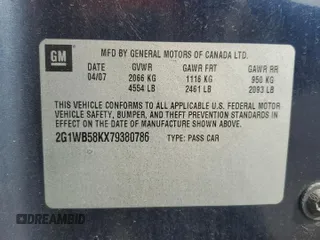 GM
MFD BY GENERAL MOTORS OF CANADA LTD.
DATE GVWR GAWR FRT GAWR RR
04/07 2066 KG 1116 KG 950 KG
4554 LB 2461 LB 2093 LB
THIS VEHICLE CONFORMS TO ALL APPLICABLE U.S. FEDERAL MOTOR
VEHICLE SAFETY, BUMPER, AND THEFT PREVENTION STANDARDS
IN EFFECT ON THE DATE OF MANUFACTURE SHOWN ABOVE.
2G1WB58KX79380786 TYPE: PASS CAR
DREAMBID